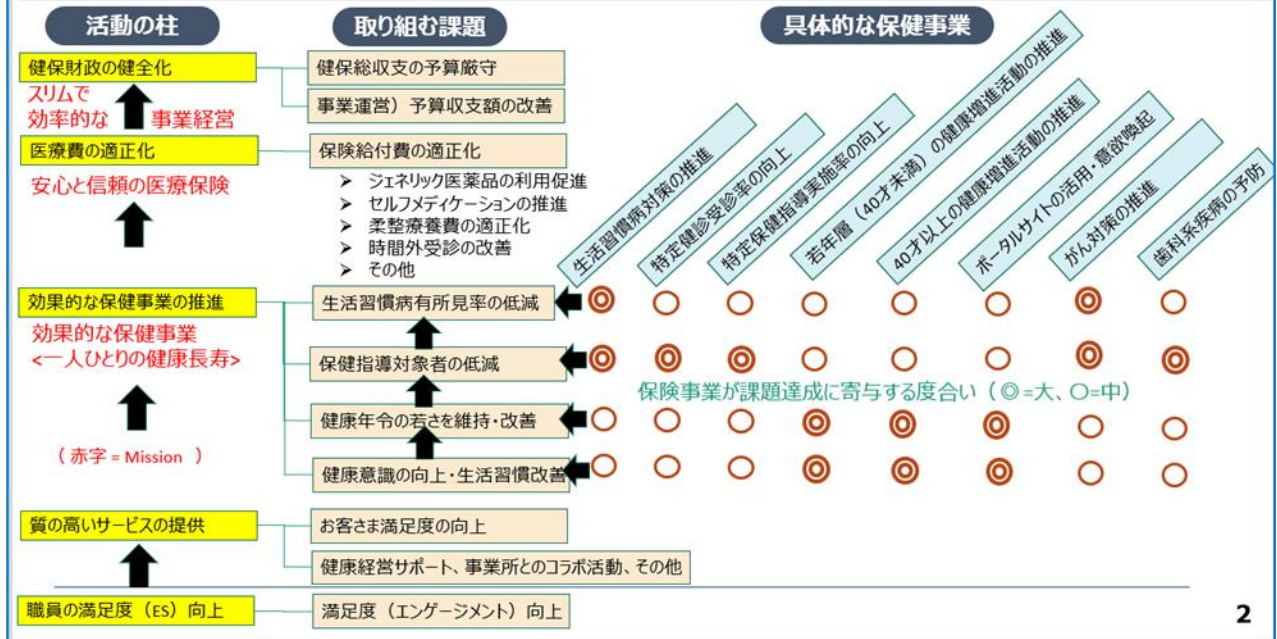 活動の柱
取り組む課題
具体的な保健事業
健保財政の健全化
健保総収支の予算厳守
スリムで
効率的な 事業経営
事業運営）予算収支額の改善
医療費の適正化
保険給付費の適正化
安心と信頼の医療保険
➢ ジェネリック医薬品の利用促進
➢ セルフメディケーションの推進
➢ 柔整療養費の適正化
➢ 時間外受診の改善
➢ その他
生活習慣病対策の推進
特定健診受診率の向上
特定保健指導実施率の向上
若年層（40才未満）の健康増進活動の推進
40才以上の健康増進活動の推進
ポータルサイトの活用・意欲喚起
がん対策の推進
歯科系疾病の予防
効果的な保健事業の推進
生活習慣病有所見率の低減
◎ ○ ○ ○ ○ ○ ◎ ○
効果的な保健事業
<一人ひとりの健康長寿>
保健指導対象者の低減
◎ ◎ ◎ ○ ○ ○ ◎ ◎
保険事業が課題達成に寄与する度合い（◎=大、○=中）
健康年令の若さを維持・改善
○ ○ ○ ◎ ◎ ◎ ○ ○
（ 赤字 = Mission ）
健康意識の向上・生活習慣改善
○ ○ ○ ◎ ◎ ◎ ○ ○
質の高いサービスの提供
お客さま満足度の向上
健康経営サポート、事業所とのコラボ活動、その他
職員の満足度（ES）向上
満足度（エンゲージメント）向上
2